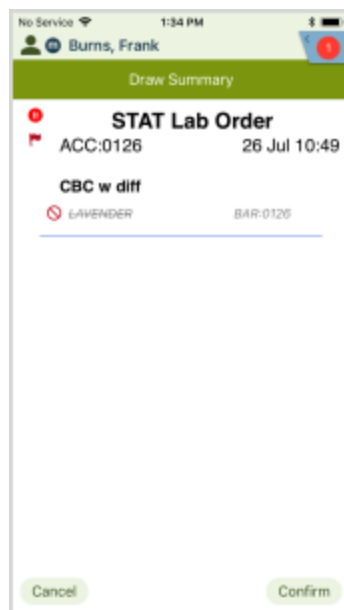 No Service 1:34 PM
Burns, Frank 1
Draw Summary
STAT Lab Order
ACC:0126 26 Jul 10:49
CBC w diff
LAVENDER BAR:0126
Cancel Confirm